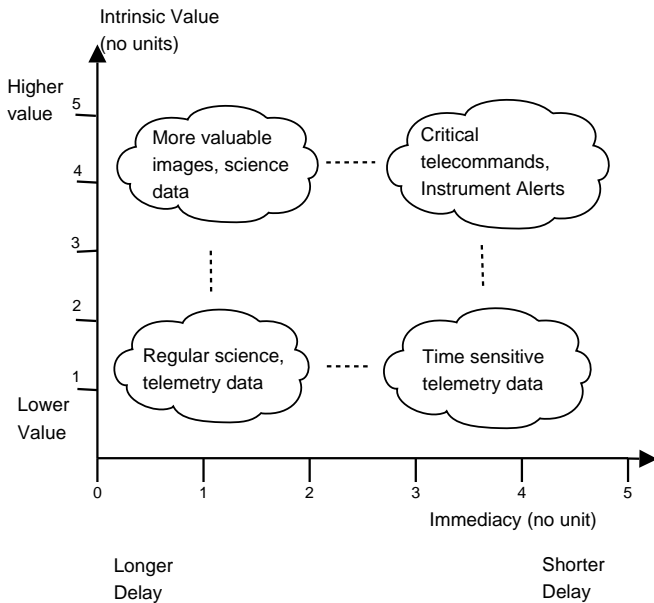 Intrinsic Value
(no units)
Higher
value
5
4
3
2
1
Lower
Value
More valuable
images, science
data
Critical
telecommands,
Instrument Alerts
Regular science,
telemetry data
Time sensitive
telemetry data
0 1 2 3 4 5
Immediacy (no unit)
Longer
Delay
Shorter
Delay